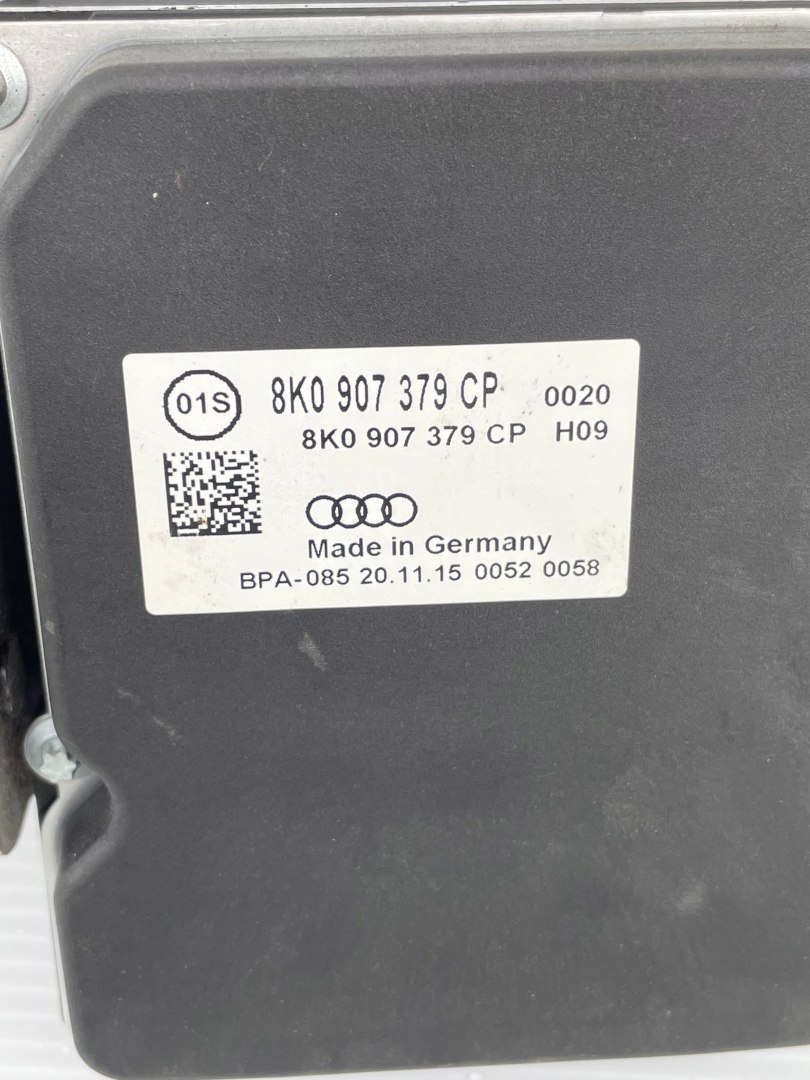 01S
8K0 907 379 CP 0020
8K0 907 379 CP H09
Made in Germany
BPA-085 20.11.15 0052 0058